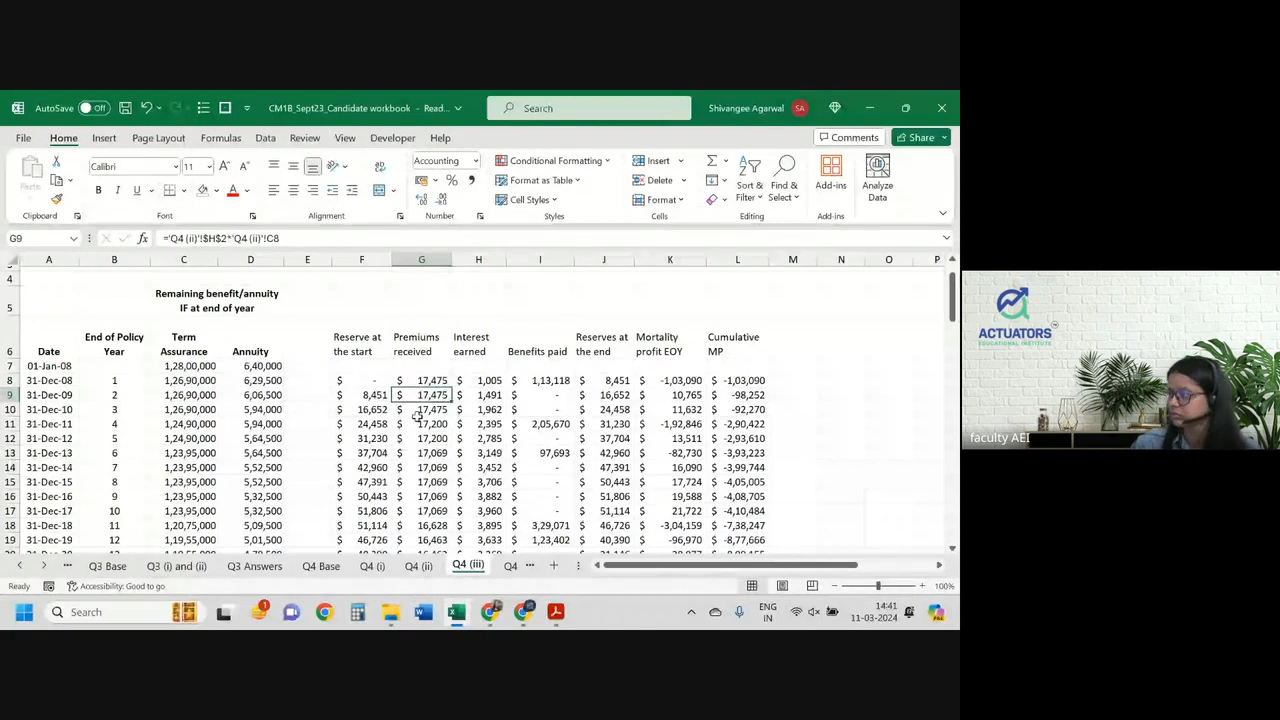 AutoSave Off CM1B_Sept23_Candidate workbook - Read... Search Shivangee Agarwal SA
File Home Insert Page Layout Formulas Data Review View Developer Help Comments Share
Paste Calibri 11 B I U A Accounting % Conditional Formatting Format as Table Cell Styles Insert Delete Format Sort & Filter Find & Select Add-ins Analyze Data
Clipboard Font Alignment Number Styles Cells Editing Add-ins
G9 fx ='Q4 (ii)'!$H$2*'Q4 (ii)'!C8
A B C D E F G H I J K L M N O P
4
5 Remaining benefit/annuity
IF at end of year
End of Policy Term Reserve at Premiums Interest Reserves at Mortality Cumulative
6 Date Year Assurance Annuity the start received earned Benefits paid the end profit EOY MP
7 01-Jan-08 1,28,00,000 6,40,000
8 31-Dec-08 1 1,26,90,000 6,29,500 $ - $ 17,475 $ 1,005 $ 1,13,118 $ 8,451 $ -1,03,090 $ -1,03,090
9 31-Dec-09 2 1,26,90,000 6,06,500 $ 8,451 $ 17,475 $ 1,491 $ - $ 16,652 $ 10,765 $ -98,252
10 31-Dec-10 3 1,26,90,000 5,94,000 $ 16,652 $ 17,475 $ 1,962 $ - $ 24,458 $ 11,632 $ -92,270
11 31-Dec-11 4 1,24,90,000 5,94,000 $ 24,458 $ 17,200 $ 2,395 $ 2,05,670 $ 31,230 $ -1,92,846 $ -2,90,422
12 31-Dec-12 5 1,24,90,000 5,64,500 $ 31,230 $ 17,200 $ 2,785 $ - $ 37,704 $ 13,511 $ -2,93,610
13 31-Dec-13 6 1,23,95,000 5,64,500 $ 37,704 $ 17,069 $ 3,149 $ 97,693 $ 42,960 $ -82,730 $ -3,93,223
14 31-Dec-14 7 1,23,95,000 5,52,500 $ 42,960 $ 17,069 $ 3,452 $ - $ 47,391 $ 16,090 $ -3,99,744
15 31-Dec-15 8 1,23,95,000 5,52,500 $ 47,391 $ 17,069 $ 3,706 $ - $ 50,443 $ 17,724 $ -4,05,005
16 31-Dec-16 9 1,23,95,000 5,32,500 $ 50,443 $ 17,069 $ 3,882 $ - $ 51,806 $ 19,588 $ -4,08,705
17 31-Dec-17 10 1,23,95,000 5,32,500 $ 51,806 $ 17,069 $ 3,960 $ - $ 51,114 $ 21,722 $ -4,10,484
18 31-Dec-18 11 1,20,75,000 5,09,500 $ 51,114 $ 16,628 $ 3,895 $ 3,29,071 $ 46,726 $ -3,04,159 $ -7,38,247
19 31-Dec-19 12 1,19,55,000 5,01,500 $ 46,726 $ 16,463 $ 3,633 $ 1,23,402 $ 40,390 $ -96,970 $ -8,77,666
Q3 Base Q3 (i) and (ii) Q3 Answers Q4 Base Q4 (i) Q4 (ii) Q4 (iii) Q4
Ready Accessibility: Good to go 100%
Search ENG IN 14:41 11-03-2024
ACTUATORS
EDUCATIONAL INSTITUTE
faculty AEI